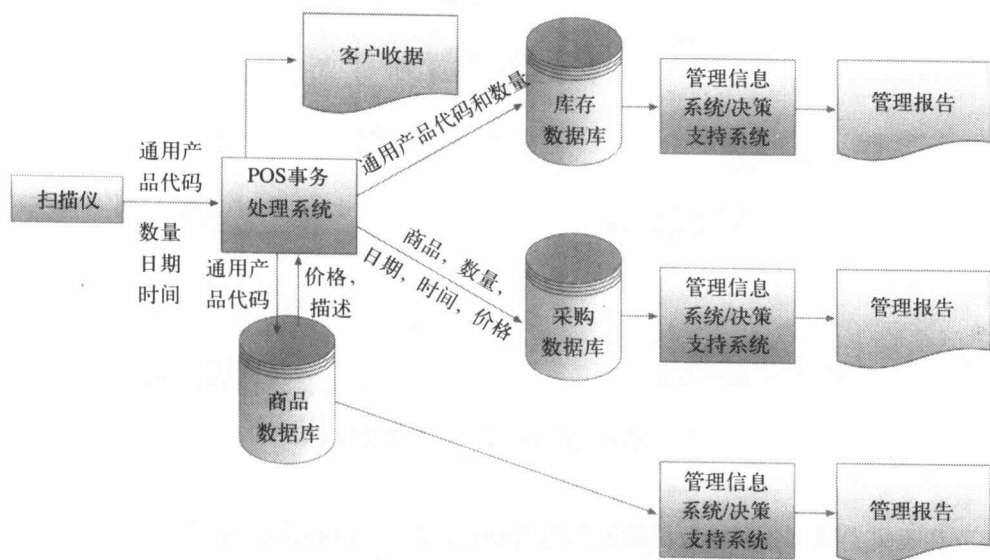 客户收据
通用产品代码和数量
库存
数据库
管理信息
系统/决策
支持系统
管理报告
通用产
品代码
扫描仪
数量
日期
时间
POS事务
处理系统
通用产
品代码
价格，
描述
商品，数量，
日期，时间，价格
采购
数据库
管理信息
系统/决策
支持系统
管理报告
商品
数据库
管理信息
系统/决策
支持系统
管理报告